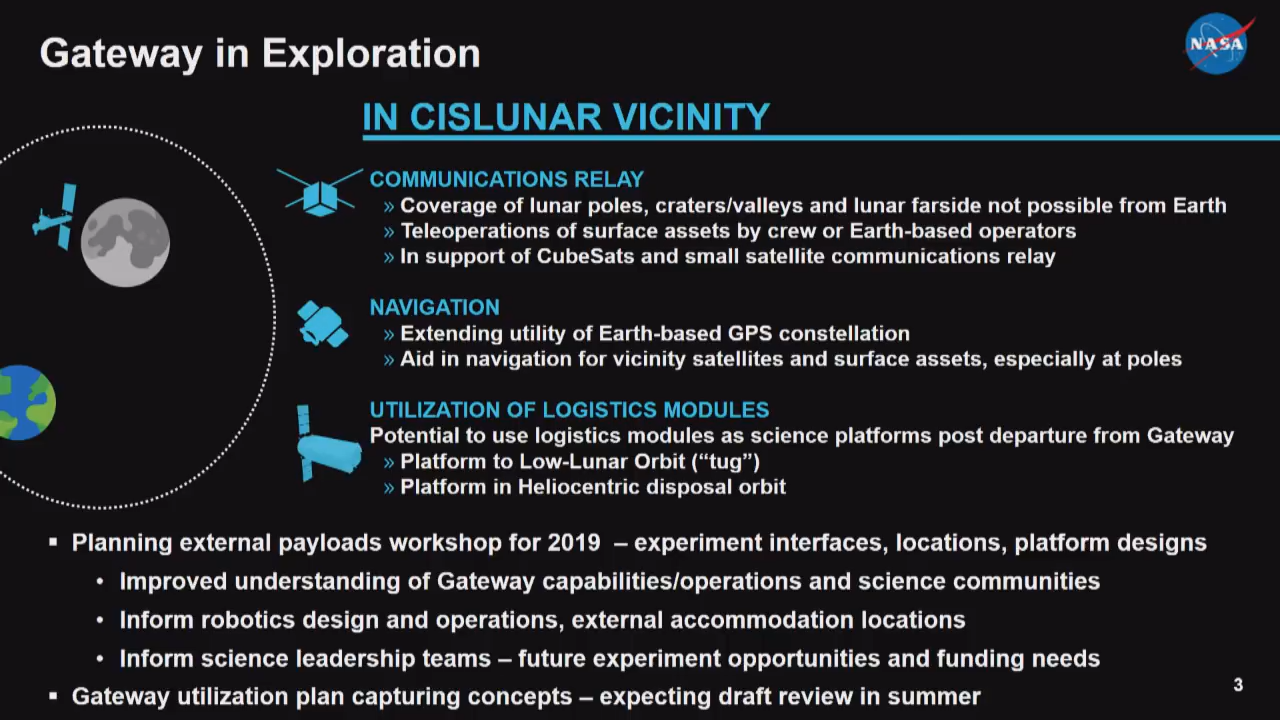 Gateway in Exploration
NASA
IN CISLUNAR VICINITY
COMMUNICATIONS RELAY
» Coverage of lunar poles, craters/valleys and lunar farside not possible from Earth
» Teleoperations of surface assets by crew or Earth-based operators
» In support of CubeSats and small satellite communications relay
NAVIGATION
» Extending utility of Earth-based GPS constellation
» Aid in navigation for vicinity satellites and surface assets, especially at poles
UTILIZATION OF LOGISTICS MODULES
Potential to use logistics modules as science platforms post departure from Gateway
» Platform to Low-Lunar Orbit (“tug”)
» Platform in Heliocentric disposal orbit
▪ Planning external payloads workshop for 2019 – experiment interfaces, locations, platform designs
• Improved understanding of Gateway capabilities/operations and science communities
• Inform robotics design and operations, external accommodation locations
• Inform science leadership teams – future experiment opportunities and funding needs
▪ Gateway utilization plan capturing concepts – expecting draft review in summer
3